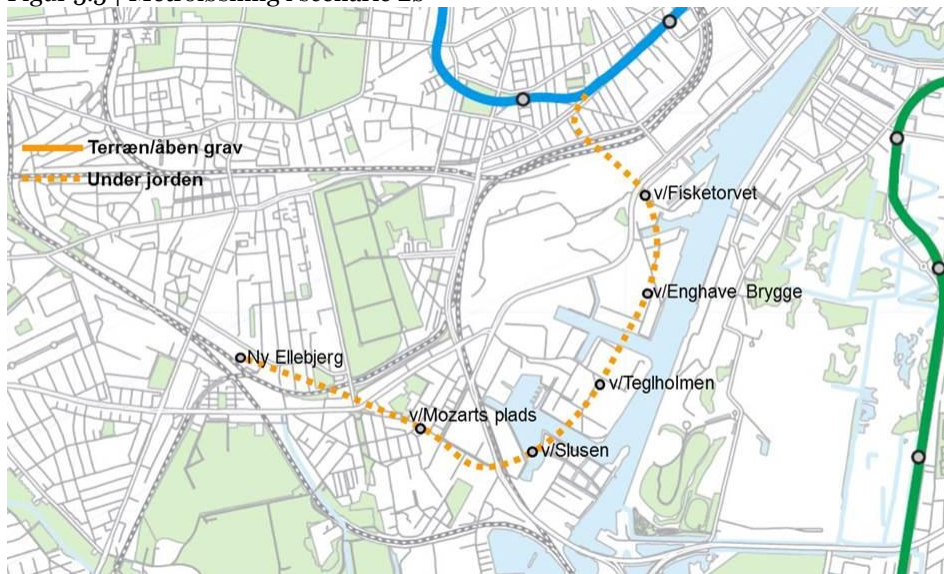 Terræn/åben grav
Under jorden
v/Fisketorvet
v/Enghave Brygge
Ny Ellebjerg
v/Teglholmen
v/Mozarts plads
v/Slusen